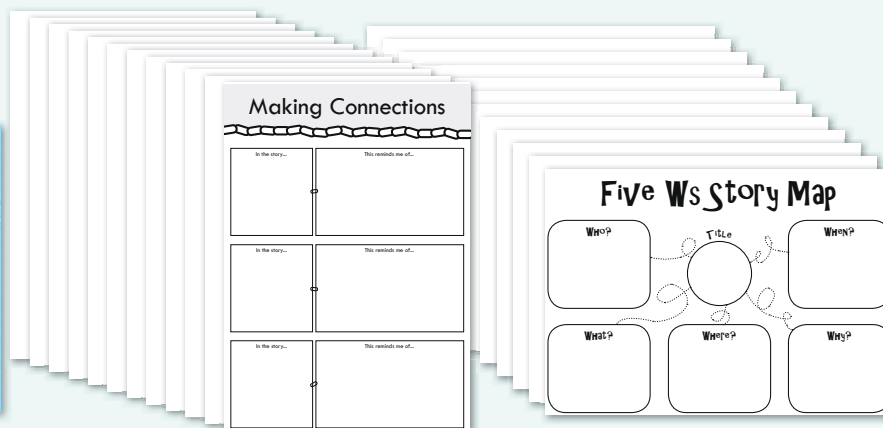 Making Connections
In the story...
This reminds me of...
In the story...
This reminds me of...
In the story...
This reminds me of...
Five Ws Story Map
Who?
Title
When?
What?
Where?
Why?